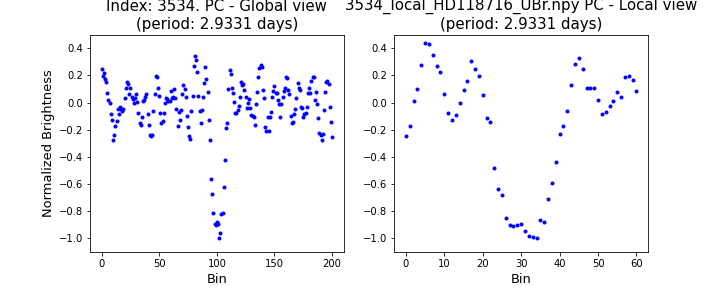 Index: 3534. PC - Global view
(period: 2.9331 days)
3534_local_HD118716_UBr.npy PC - Local view
(period: 2.9331 days)
Normalized Brightness
0.4
0.2
0.0
−0.2
−0.4
−0.6
−0.8
−1.0
0 50 100 150 200
Bin
0.4
0.2
0.0
−0.2
−0.4
−0.6
−0.8
−1.0
0 10 20 30 40 50 60
Bin